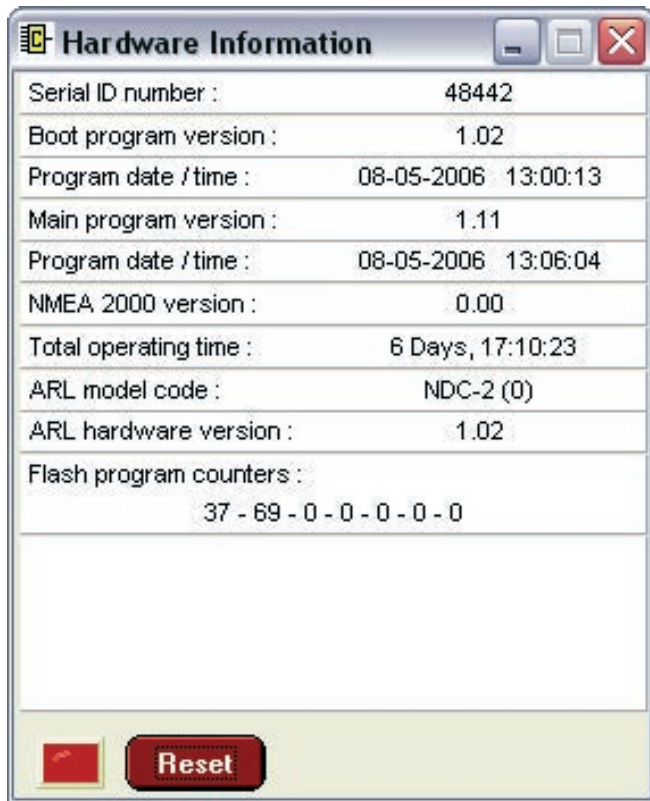 Hardware Information
Serial ID number : 48442
Boot program version : 1.02
Program date / time : 08-05-2006 13:00:13
Main program version : 1.11
Program date / time : 08-05-2006 13:06:04
NMEA 2000 version : 0.00
Total operating time : 6 Days, 17:10:23
ARL model code : NDC-2 (0)
ARL hardware version : 1.02
Flash program counters :
37 - 69 - 0 - 0 - 0 - 0 - 0
Reset